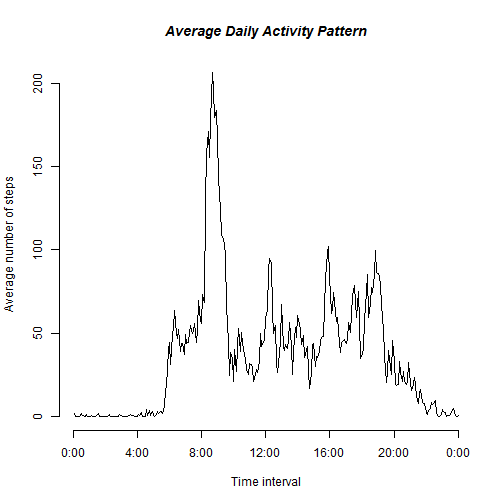 Average Daily Activity Pattern
Average number of steps
200
150
100
50
0
0:00 4:00 8:00 12:00 16:00 20:00 0:00
Time interval